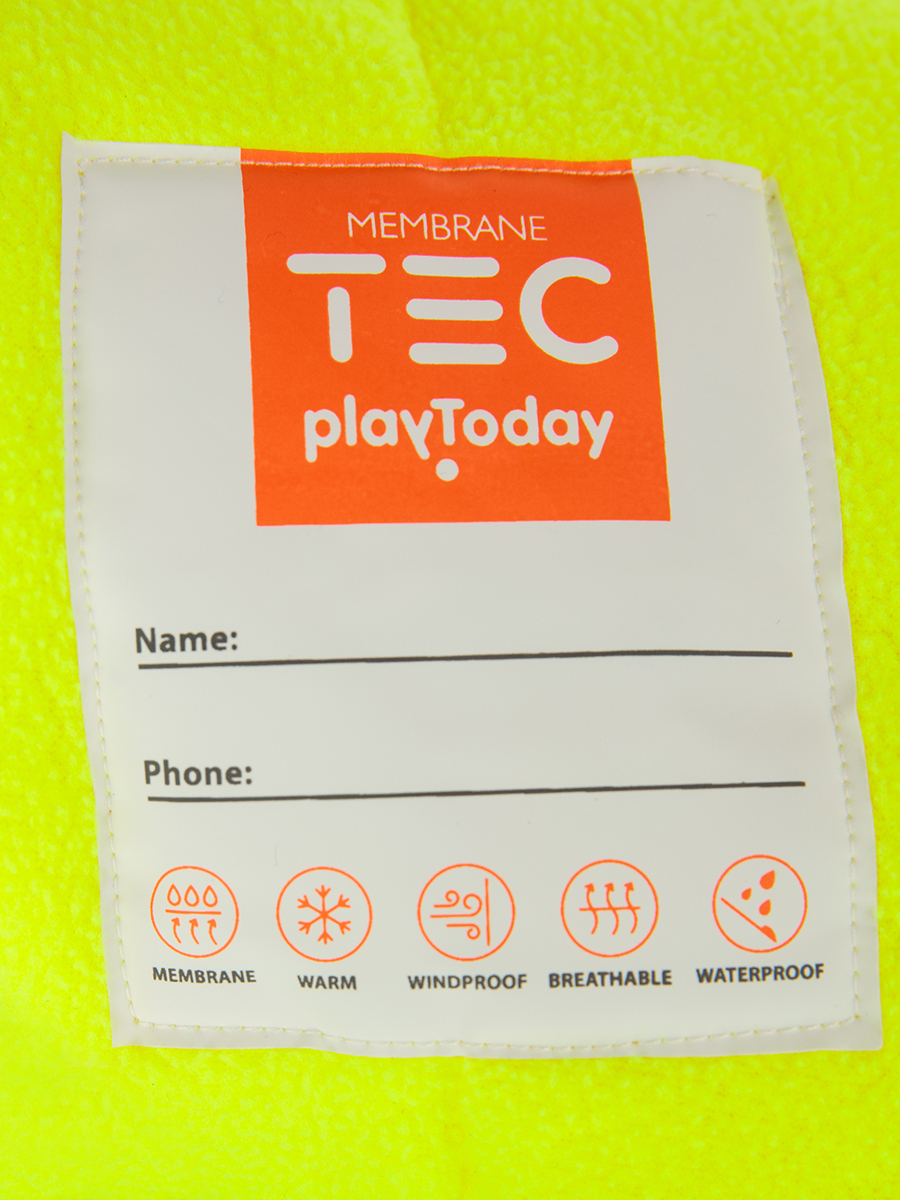 MEMBRANE
TEC
playToday
Name:
Phone:
MEMBRANE WARM WINDPROOF BREATHABLE WATERPROOF